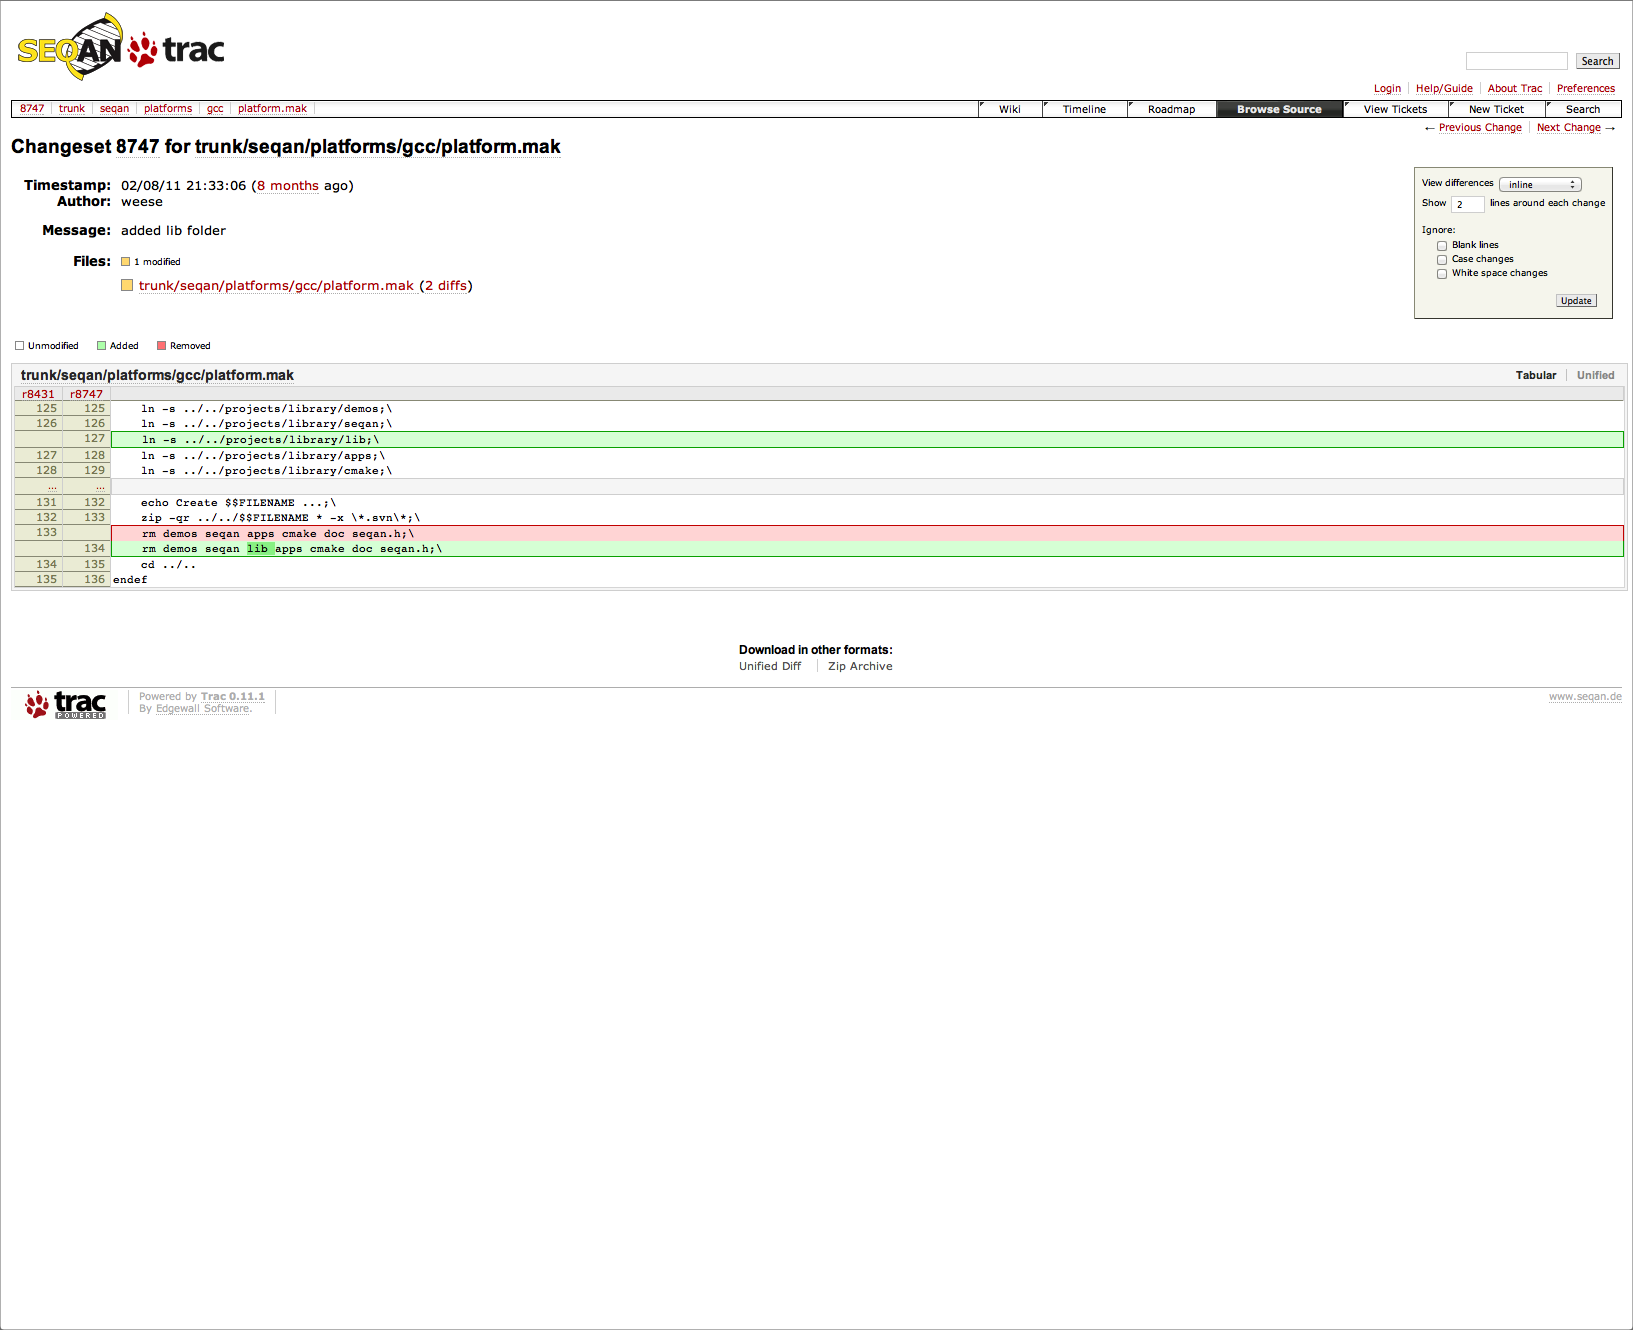 SEQAN trac
Search
Login Help/Guide About Trac Preferences
8747 trunk seqan platforms gcc platform.mak Wiki Timeline Roadmap Browse Source View Tickets New Ticket Search
← Previous Change Next Change →
Changeset 8747 for trunk/seqan/platforms/gcc/platform.mak
Timestamp: 02/08/11 21:33:06 (8 months ago)
Author: weese
Message: added lib folder
Files: 1 modified
trunk/seqan/platforms/gcc/platform.mak (2 diffs)
View differences inline
Show 2 lines around each change
Ignore:
Blank lines
Case changes
White space changes
Update
Unmodified Added Removed
trunk/seqan/platforms/gcc/platform.mak Tabular Unified
r8431 r8747
125 125 ln -s ../../projects/library/demos;\
126 126 ln -s ../../projects/library/seqan;\
127 ln -s ../../projects/library/lib;\
127 128 ln -s ../../projects/library/apps;\
128 129 ln -s ../../projects/library/cmake;\
... ...
131 132 echo Create $$FILENAME ...;\
132 133 zip -qr ../../$$FILENAME * -x \*.svn\*;\
133 rm demos seqan apps cmake doc seqan.h;\
134 rm demos seqan lib apps cmake doc seqan.h;\
134 135 cd ../..
135 136 endef
Download in other formats:
Unified Diff Zip Archive
trac POWERED
Powered by Trac 0.11.1
By Edgewall Software.
www.seqan.de